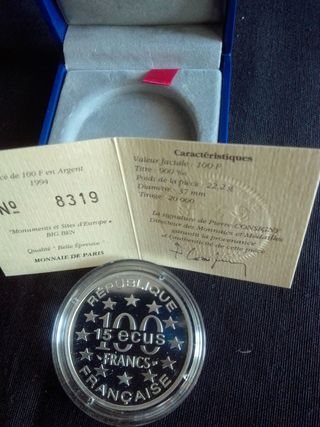 ce de 100 F en Argent
1994
No 8319
"Monuments et Sites d'Europe"
BIG BEN
Qualité : Belle Épreuve
MONNAIE DE PARIS
Caractéristiques
Valeur faciale : 100 F
Titre : 900 ‰
Poids de la pièce : 22,2 g
Diamètre : 37 mm
Tirage : 20 000
La signature de Pierre CONSIGNY
Directeur des Monnaies et Médailles
garantit la provenance
et l'authenticité de cette pièce
RÉPUBLIQUE
100
15 ECUS
FRANCS
FRANÇAISE